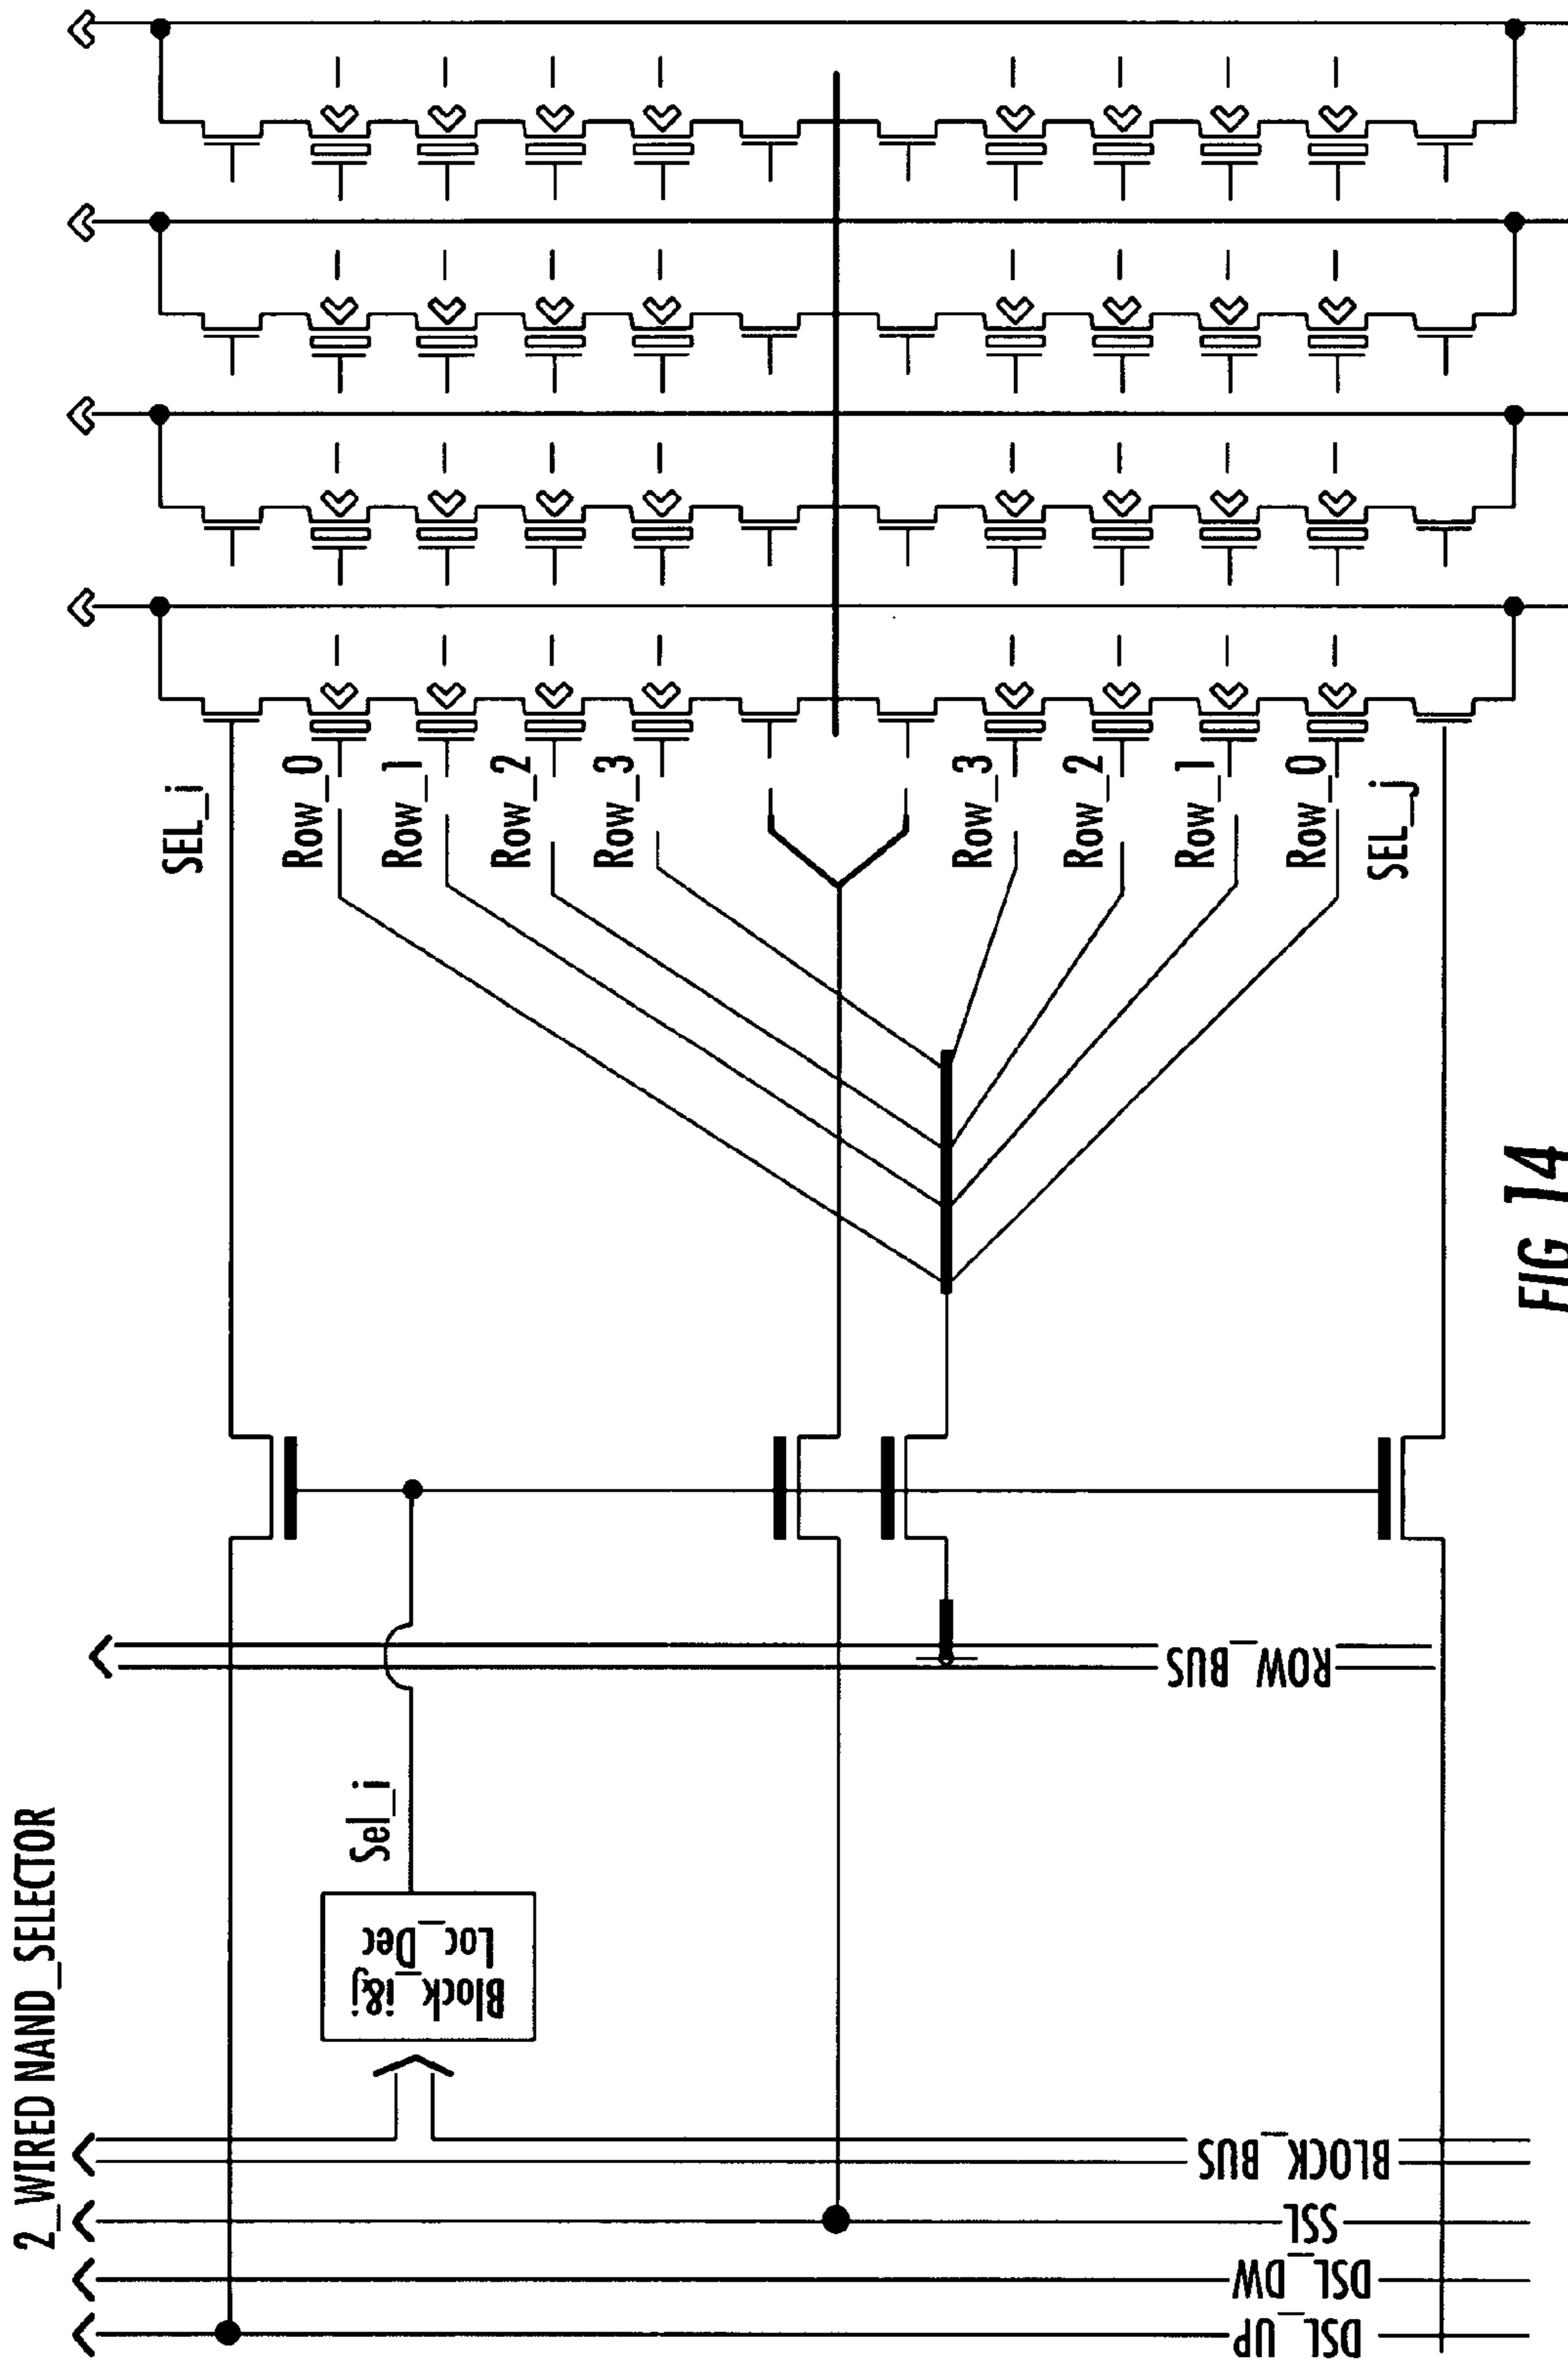 2_WIRED NAND_SELECTOR
DSL_UP
DSL_DW
SSL
BLOCK_BUS
Block_i&j
Loc_Dec
Sel_i
ROW_BUS
SEL_i
Row_0
Row_1
Row_2
Row_3
Row_3
Row_2
Row_1
Row_0
SEL_j
FIG 14